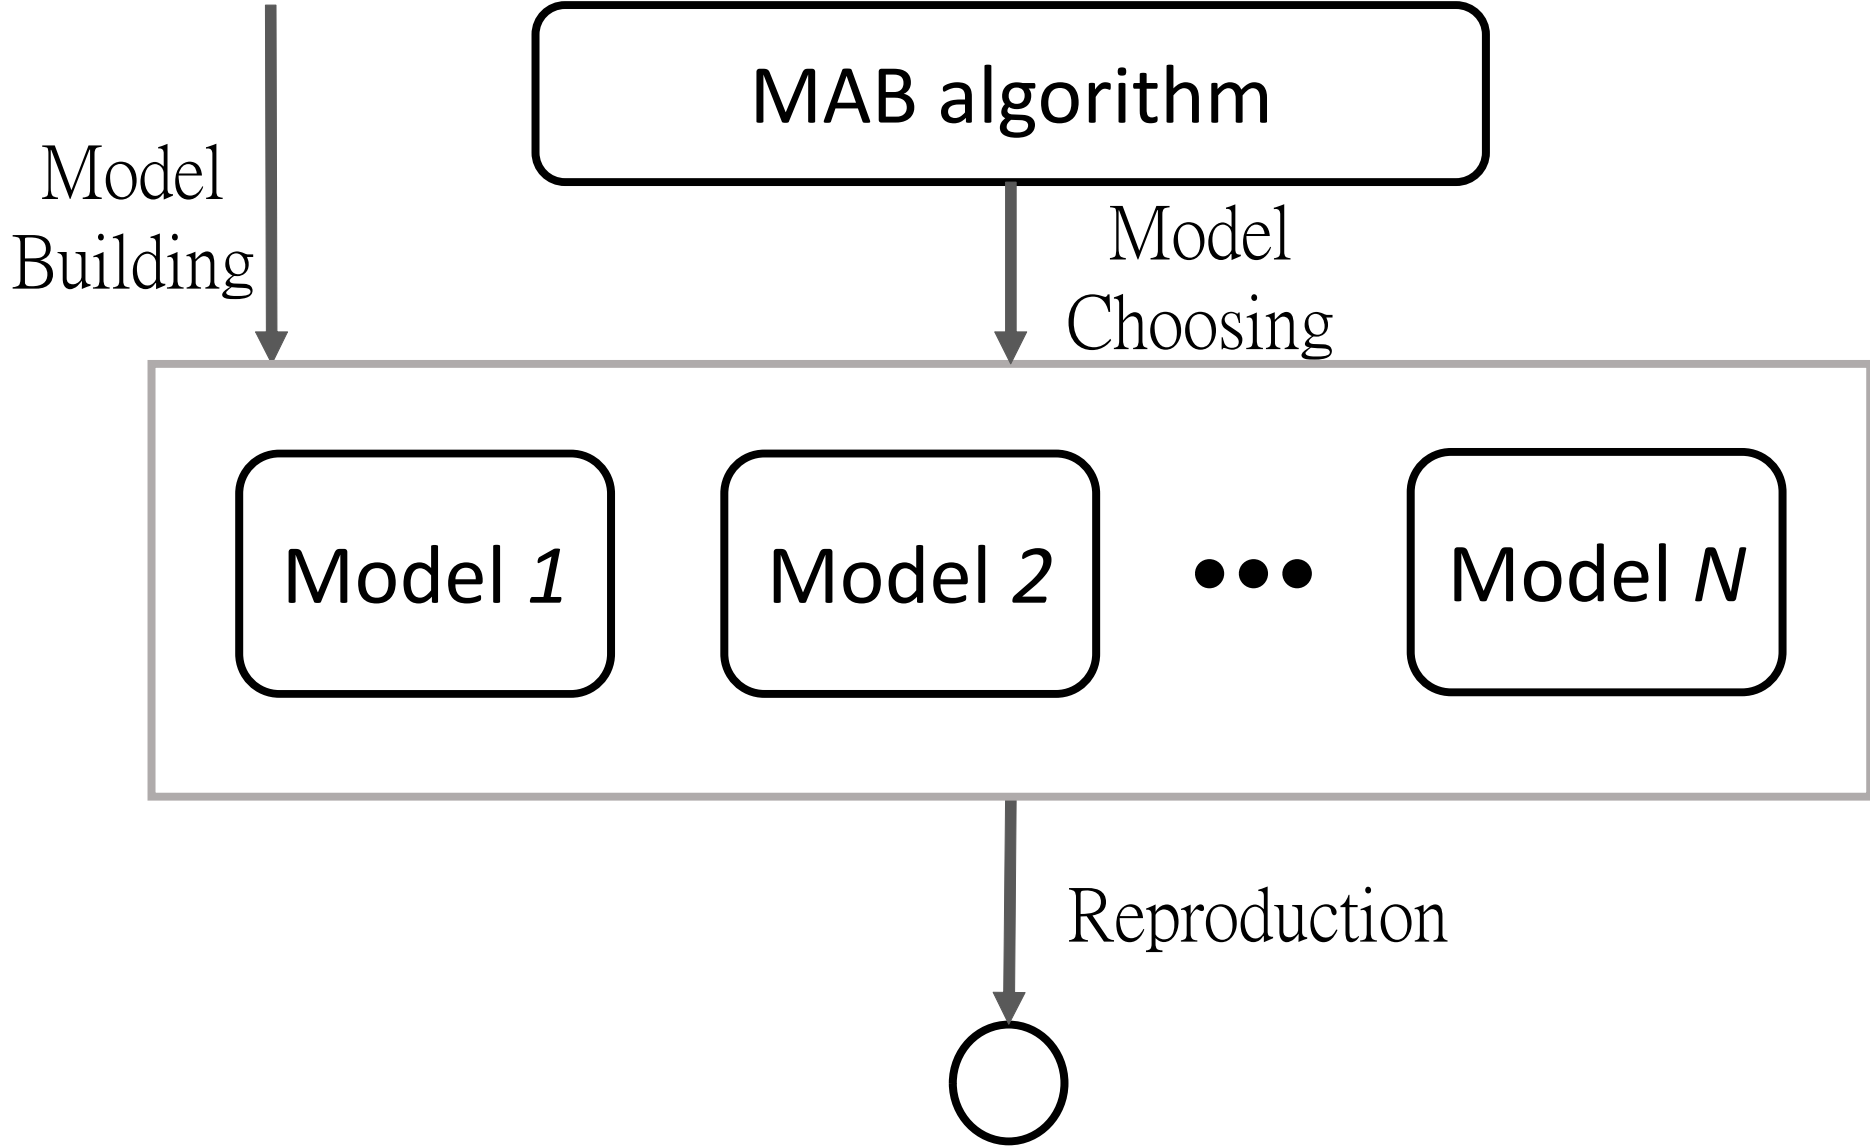 MAB algorithm
Model
Building
Model
Choosing
Model 1
Model 2
•••
Model N
Reproduction